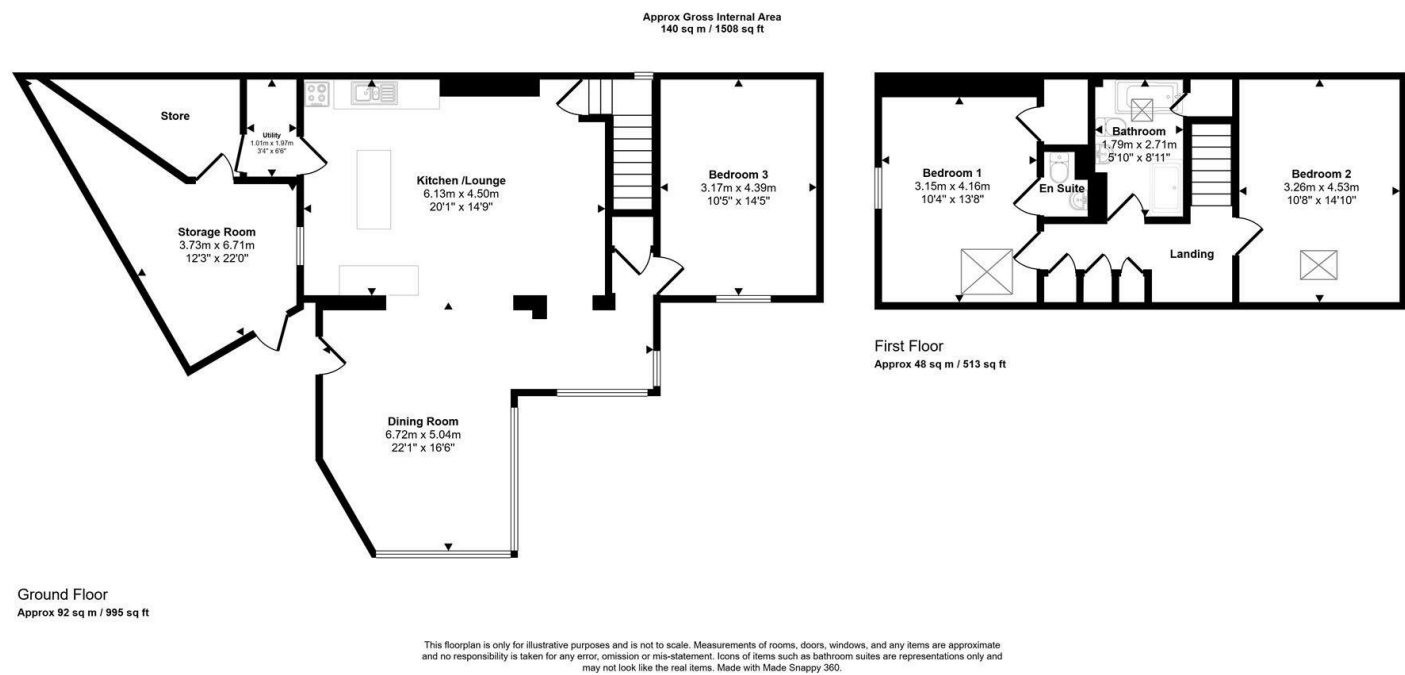 Approx Gross Internal Area
140 sq m / 1508 sq ft
Store
Utility
1.01m x 1.97m
3'4" x 6'6"
Kitchen /Lounge
6.13m x 4.50m
20'1" x 14'9"
Bedroom 3
3.17m x 4.39m
10'5" x 14'5"
Storage Room
3.73m x 6.71m
12'3" x 22'0"
Dining Room
6.72m x 5.04m
22'1" x 16'6"
Ground Floor
Approx 92 sq m / 995 sq ft
Bedroom 1
3.15m x 4.16m
10'4" x 13'8"
En Suite
Bathroom
1.79m x 2.71m
5'10" x 8'11"
Landing
Bedroom 2
3.26m x 4.53m
10'8" x 14'10"
First Floor
Approx 48 sq m / 513 sq ft
This floorplan is only for illustrative purposes and is not to scale. Measurements of rooms, doors, windows, and any items are approximate
and no responsibility is taken for any error, omission or mis-statement. Icons of items such as bathroom suites are representations only and
may not look like the real items. Made with Made Snappy 360.